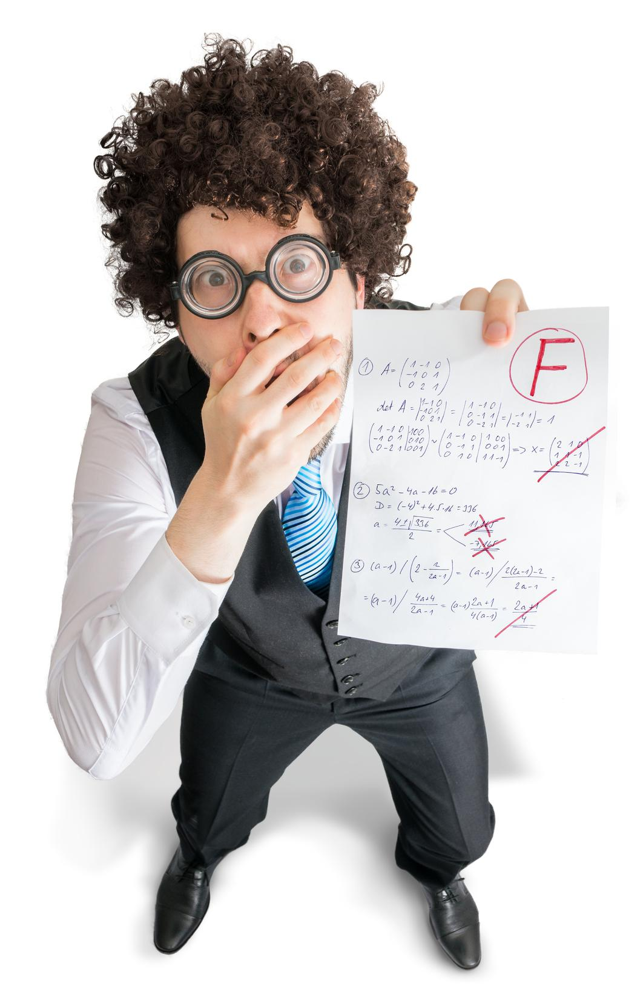 F
① A = (1 -1 0
-1 0 1
0 2 1)
det A = |1 -1 0
-1 0 1
0 2 1| = |1 -1 0
0 -1 1
0 -2 1| = |-1 1
-2 1| = 1
(1 -1 0 | 1 0 0
-1 0 1 | 0 1 0
0 -2 1 | 0 0 1) ~ (1 -1 0 | 1 0 0
0 -1 1 | 0 0 1
0 1 0 | 1 1 -1) => X = (2 1 0
1 1 -1
2 2 -1)
② 5a² - 4a - 16 = 0
D = (-4)² + 4.5.16 = 336
a = (4 ± √336)/2 = < 11,165
-7,165
③ (a-1) / (2 - 2/(2a-1)) = (a-1) / (2(2a-1)-2)/(2a-1) =
= (a-1) / (4a+4)/(2a-1) = (a-1) (2a+1)/(4(a-1)) = (2a+1)/4